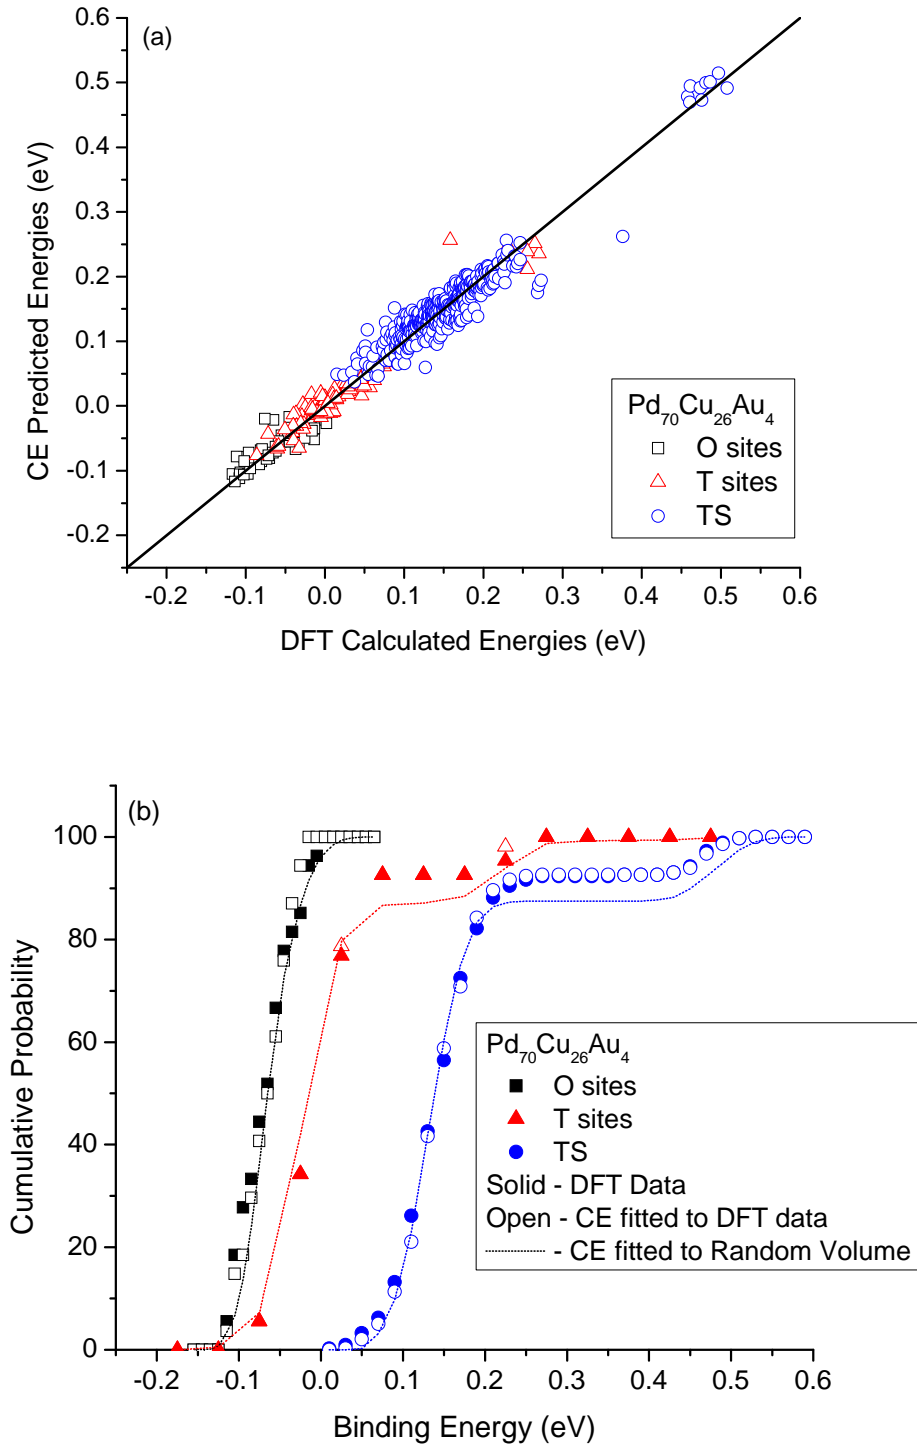 (a)
0.6
0.5
0.4
0.3
0.2
0.1
0.0
-0.1
-0.2
CE Predicted Energies (eV)
Pd70Cu26Au4
O sites
T sites
TS
-0.2 -0.1 0.0 0.1 0.2 0.3 0.4 0.5 0.6
DFT Calculated Energies (eV)
(b)
100
80
60
40
20
0
Cumulative Probability
Pd70Cu26Au4
O sites
T sites
TS
Solid - DFT Data
Open - CE fitted to DFT data
- CE fitted to Random Volume
-0.2 -0.1 0.0 0.1 0.2 0.3 0.4 0.5 0.6
Binding Energy (eV)